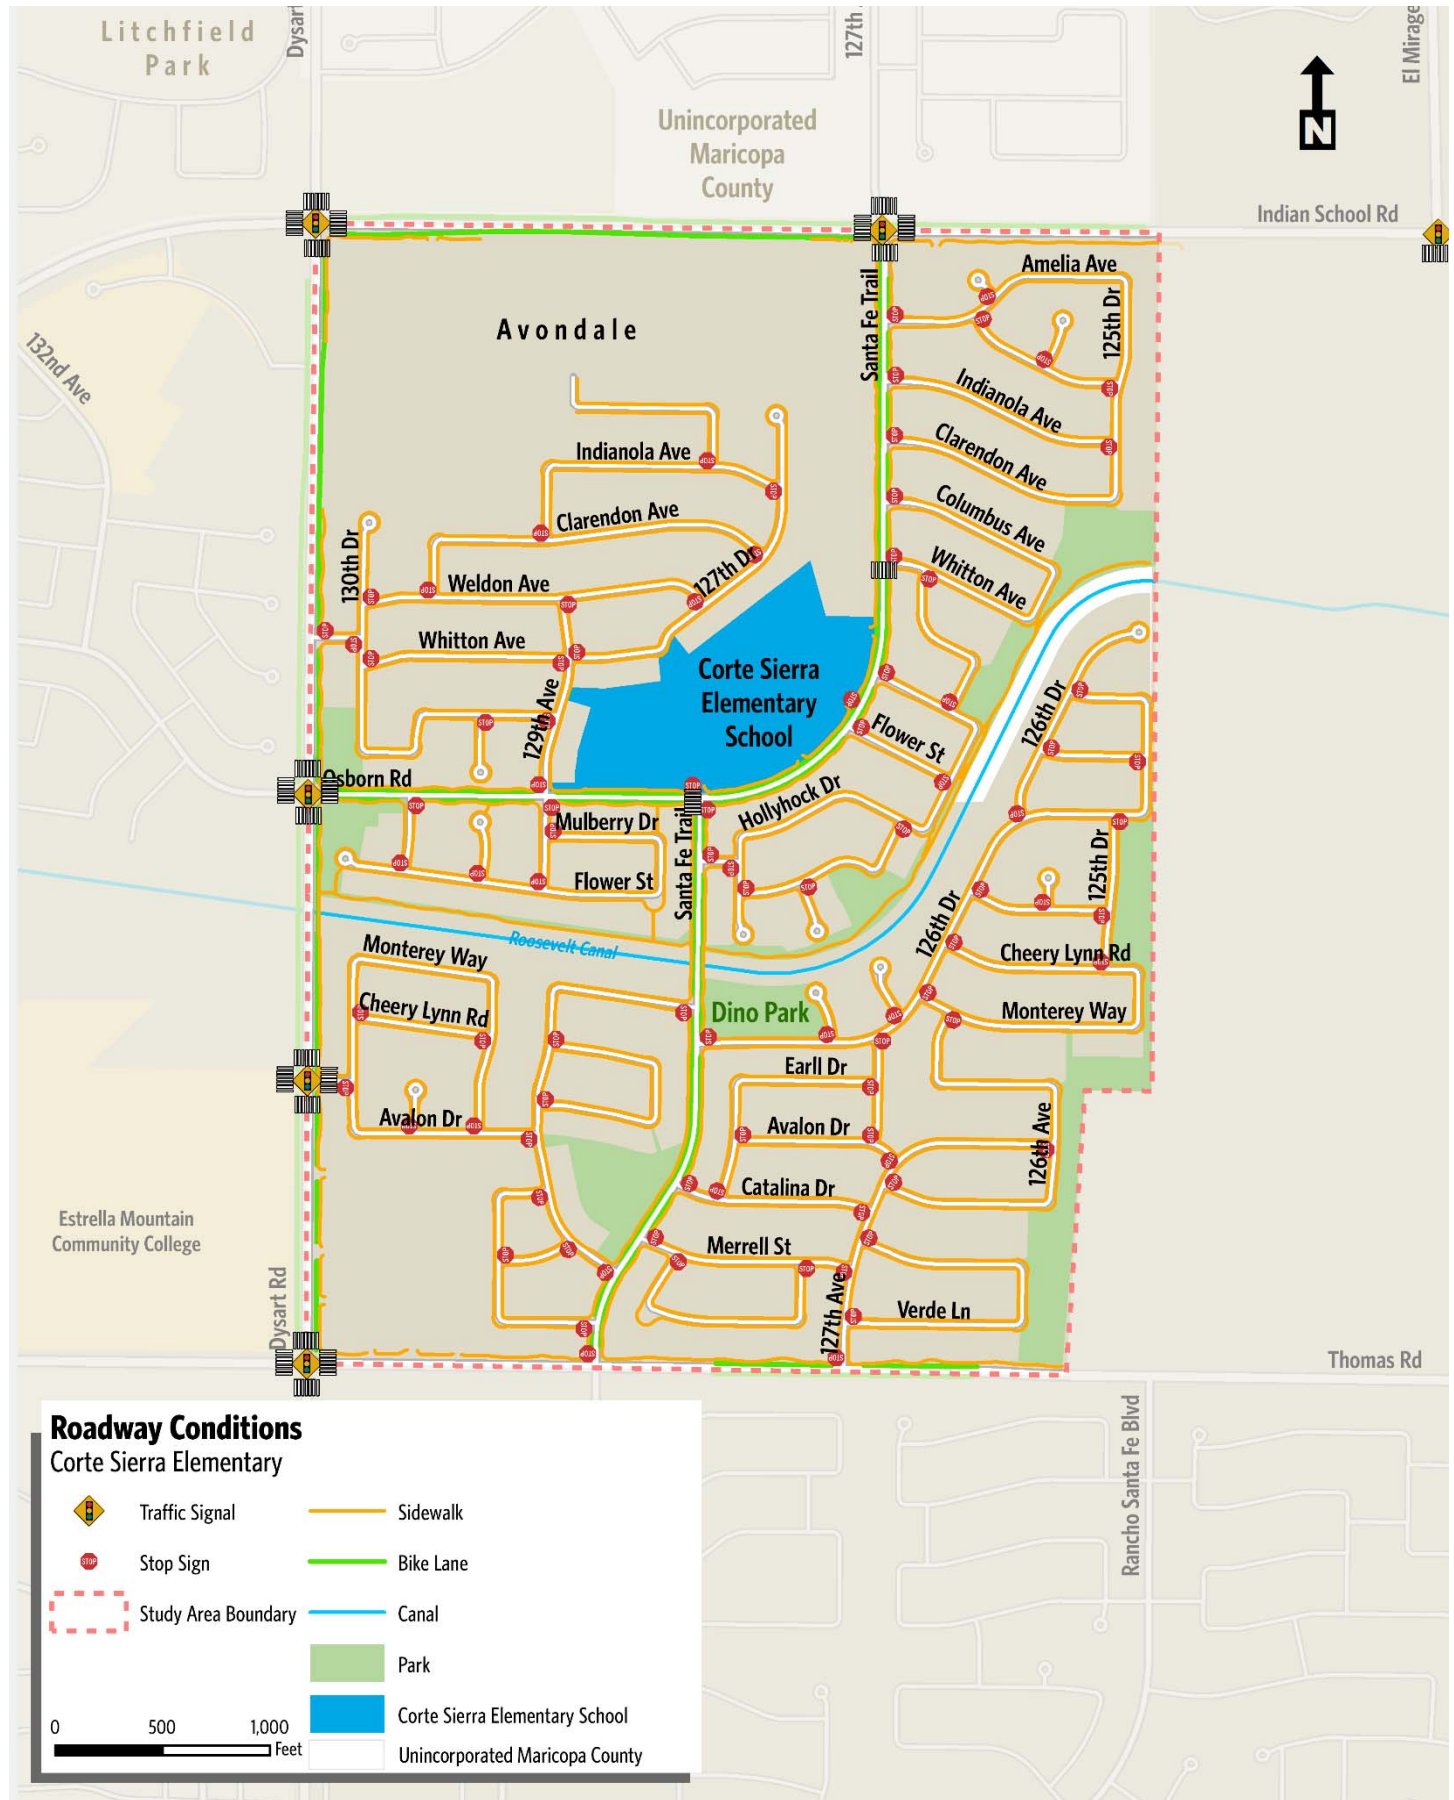 Litchfield
Park
Dysart
127th
El Mirage
Unincorporated
Maricopa
County
N
Indian School Rd
Amelia Ave
Santa Fe Trail
125th Dr
Avondale
132nd Ave
Indianola Ave
Indianola Ave
Clarendon Ave
Columbus Ave
Clarendon Ave
130th Dr
127th Dr
Whitton Ave
Weldon Ave
Whitton Ave
Corte Sierra
Elementary
School
129th Ave
126th Dr
Flower St
Osborn Rd
Hollyhock Dr
Mulberry Dr
Santa Fe Trail
125th Dr
Flower St
126th Dr
Roosevelt Canal
Monterey Way
Cheery Lynn Rd
Cheery Lynn Rd
Dino Park
Monterey Way
Earll Dr
Avalon Dr
Avalon Dr
126th Ave
Catalina Dr
Estrella Mountain
Community College
Merrell St
Dysart Rd
127th Ave
Verde Ln
Thomas Rd
Rancho Santa Fe Blvd
Roadway Conditions
Corte Sierra Elementary
Traffic Signal
Sidewalk
STOP
Stop Sign
Bike Lane
Study Area Boundary
Canal
Park
Corte Sierra Elementary School
Unincorporated Maricopa County
0 500 1,000
Feet